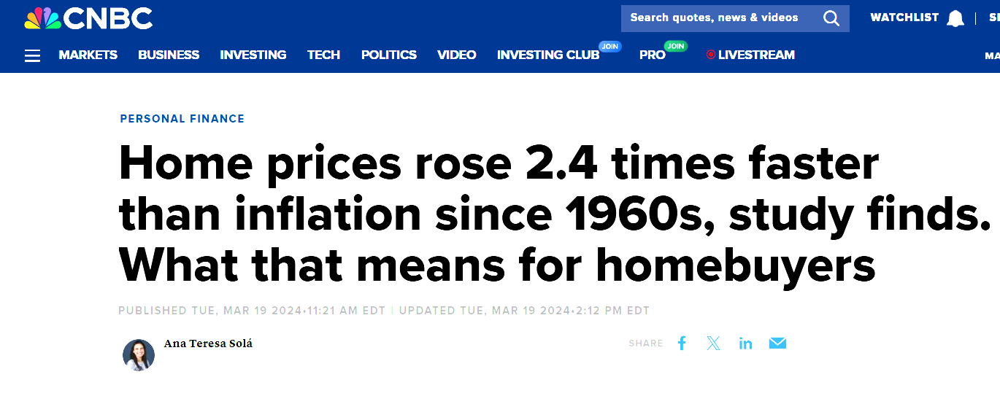 CNBC
Search quotes, news & videos
WATCHLIST
MARKETS BUSINESS INVESTING TECH POLITICS VIDEO INVESTING CLUB JOIN PRO JOIN LIVESTREAM
PERSONAL FINANCE
Home prices rose 2.4 times faster
than inflation since 1960s, study finds.
What that means for homebuyers
PUBLISHED TUE, MAR 19 2024•11:21 AM EDT | UPDATED TUE, MAR 19 2024•2:12 PM EDT
Ana Teresa Solá
SHARE